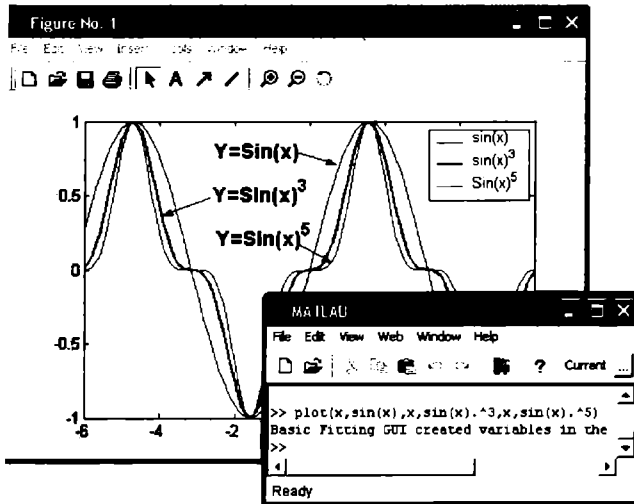 Figure No. 1
File Edit View Insert Tools Window Help
A
1
0.5
0
-0.5
-1
-6
-4
-2
Y=Sin(x)
Y=Sin(x)^3
Y=Sin(x)^5
sin(x)
sin(x)^3
Sin(x)^5
MATLAB
File Edit View Web Window Help
? Current ...
>> plot(x,sin(x),x,sin(x).^3,x,sin(x).^5)
Basic Fitting GUI created variables in the
>>
Ready